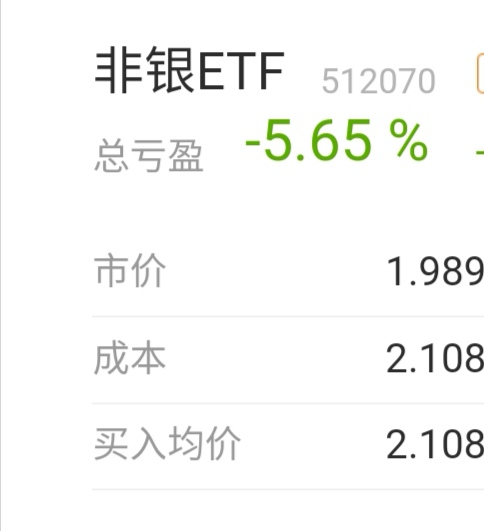 非银ETF 512070
总亏盈 -5.65 %
市价 1.989
成本 2.108
买入均价 2.108